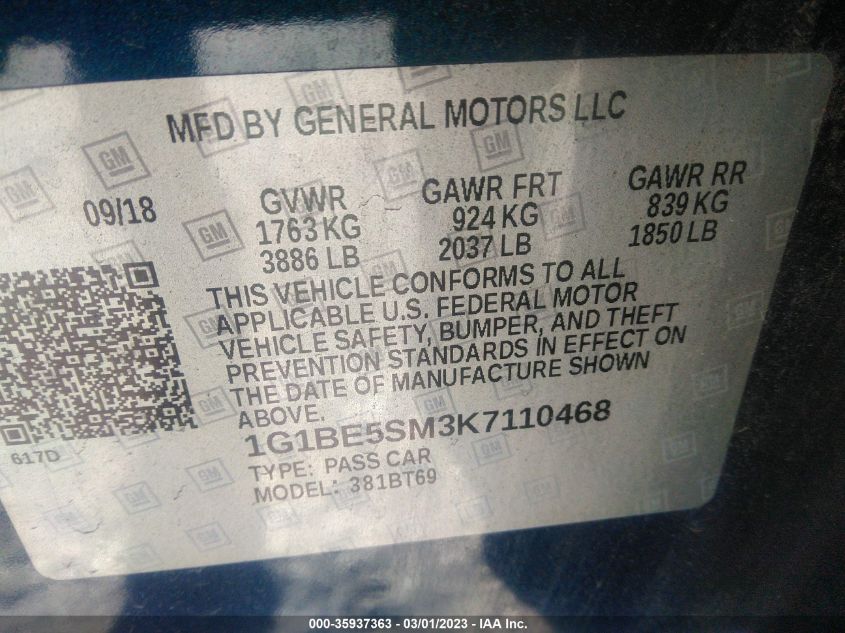 MFD BY GENERAL MOTORS LLC
09/18
GVWR
1763 KG
3886 LB
GAWR FRT
924 KG
2037 LB
GAWR RR
839 KG
1850 LB
THIS VEHICLE CONFORMS TO ALL
APPLICABLE U.S. FEDERAL MOTOR
VEHICLE SAFETY, BUMPER, AND THEFT
PREVENTION STANDARDS IN EFFECT ON
THE DATE OF MANUFACTURE SHOWN
ABOVE.
1G1BE5SM3K7110468
TYPE: PASS CAR
MODEL: 381BT69
617D
GM
000-35937363 - 03/01/2023 - IAA Inc.